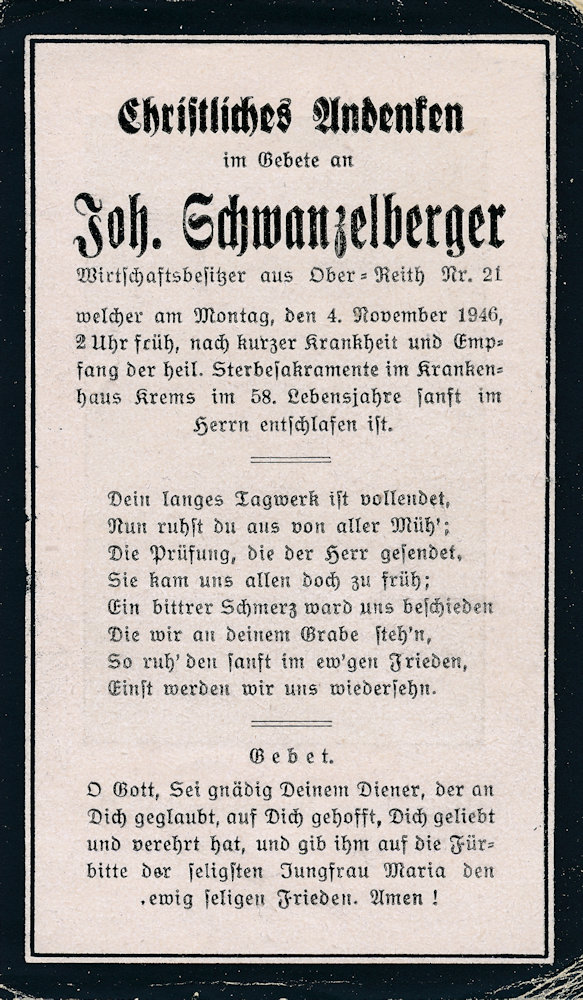 Christliches Andenken
im Gebete an
Joh. Schwanzelberger
Wirtschaftsbesitzer aus Ober=Reith Nr. 21
welcher am Montag, den 4. November 1946,
2 Uhr früh, nach kurzer Krankheit und Emp=
fang der heil. Sterbesakramente im Kranken=
haus Krems im 58. Lebensjahre sanft im
Herrn entschlafen ist.
Dein langes Tagwerk ist vollendet,
Nun ruhst du aus von aller Müh';
Die Prüfung, die der Herr gesendet,
Sie kam uns allen doch zu früh;
Ein bittrer Schmerz ward uns beschieden
Die wir an deinem Grabe steh'n,
So ruh' den sanft im ew'gen Frieden,
Einst werden wir uns wiedersehn.
Gebet.
O Gott, Sei gnädig Deinem Diener, der an
Dich geglaubt, auf Dich gehofft, Dich geliebt
und verehrt hat, und gib ihm auf die Für=
bitte der seligsten Jungfrau Maria den
.ewig seligen Frieden. Amen !